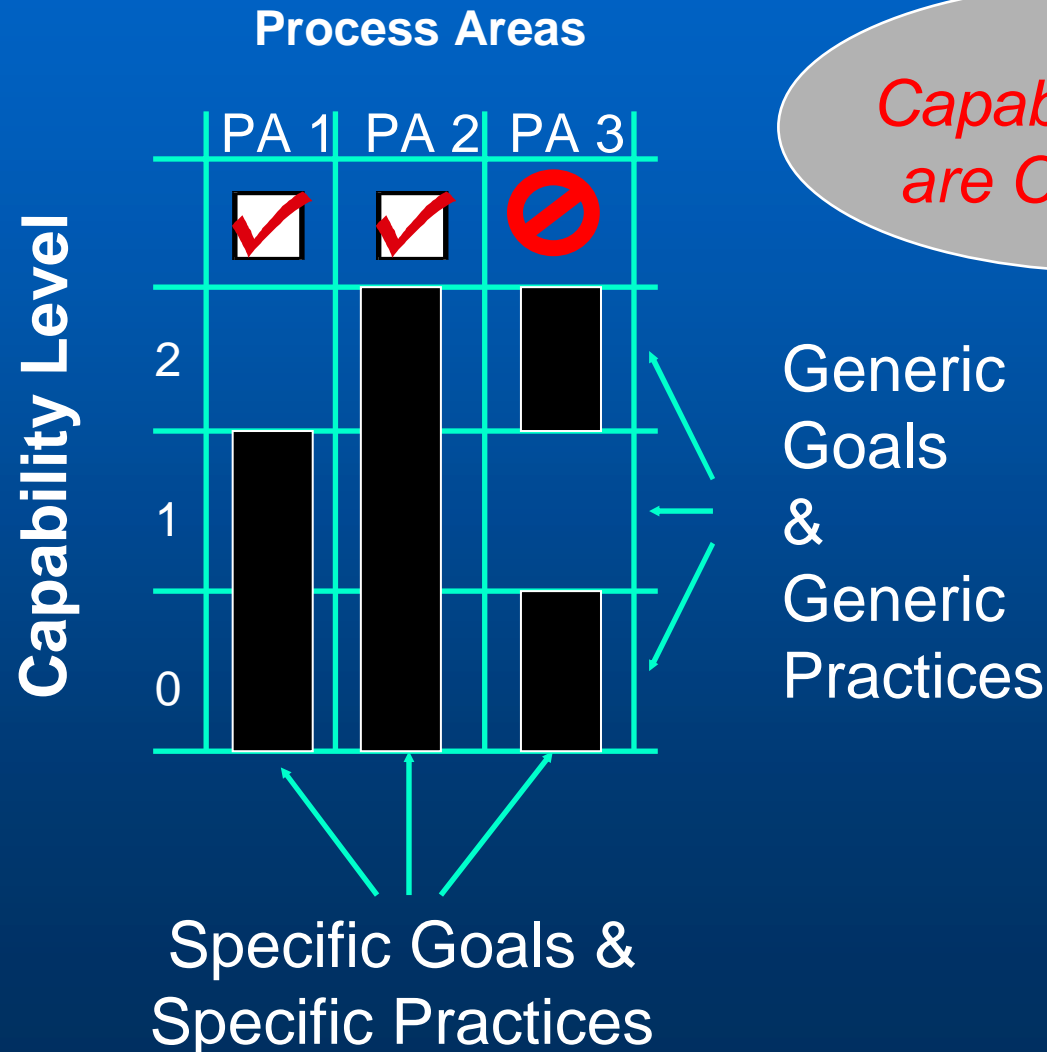 Process Areas
PA 1 PA 2 PA 3
Capability Level
2
1
0
are
Generic
Goals
&
Generic
Practices
Specific Goals &
Specific Practices